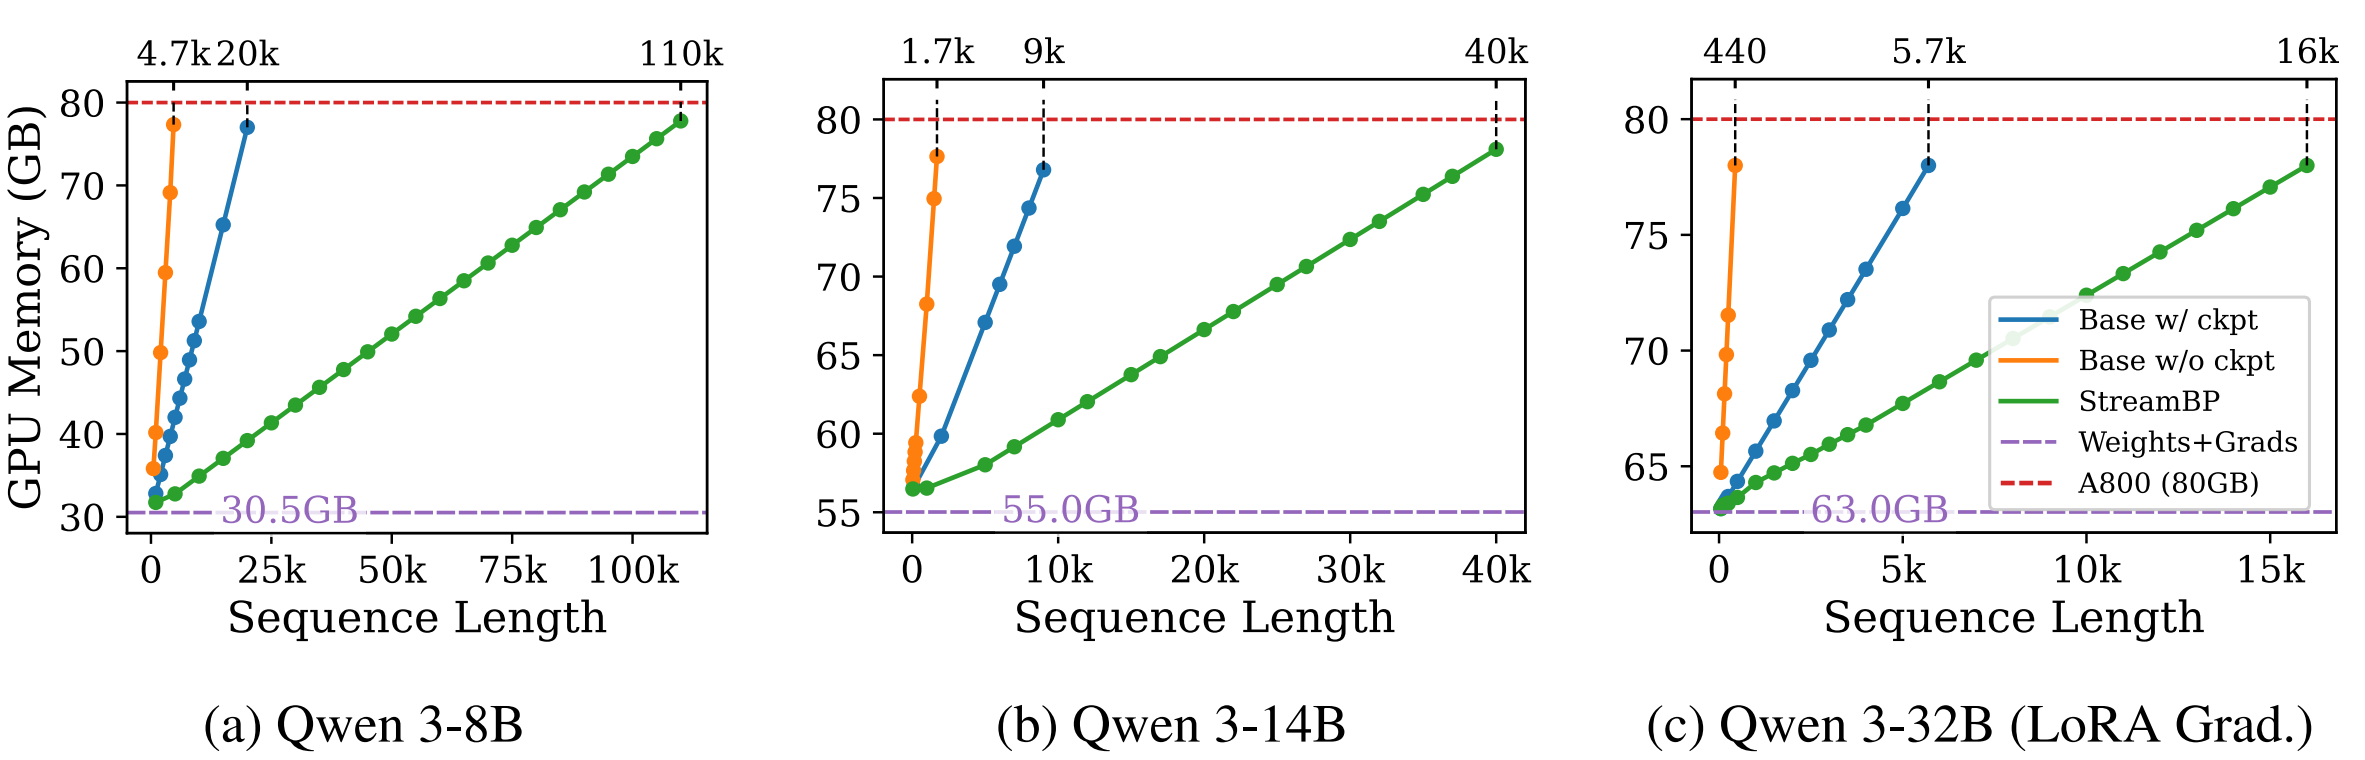 4.7k 20k 110k
GPU Memory (GB)
80
70
60
50
40
30
30.5GB
0 25k 50k 75k 100k
Sequence Length
(a) Qwen 3-8B
1.7k 9k 40k
80
75
70
65
60
55
55.0GB
0 10k 20k 30k 40k
Sequence Length
(b) Qwen 3-14B
440 5.7k 16k
80
75
70
65
63.0GB
Base w/ ckpt
Base w/o ckpt
StreamBP
Weights+Grads
A800 (80GB)
0 5k 10k 15k
Sequence Length
(c) Qwen 3-32B (LoRA Grad.)